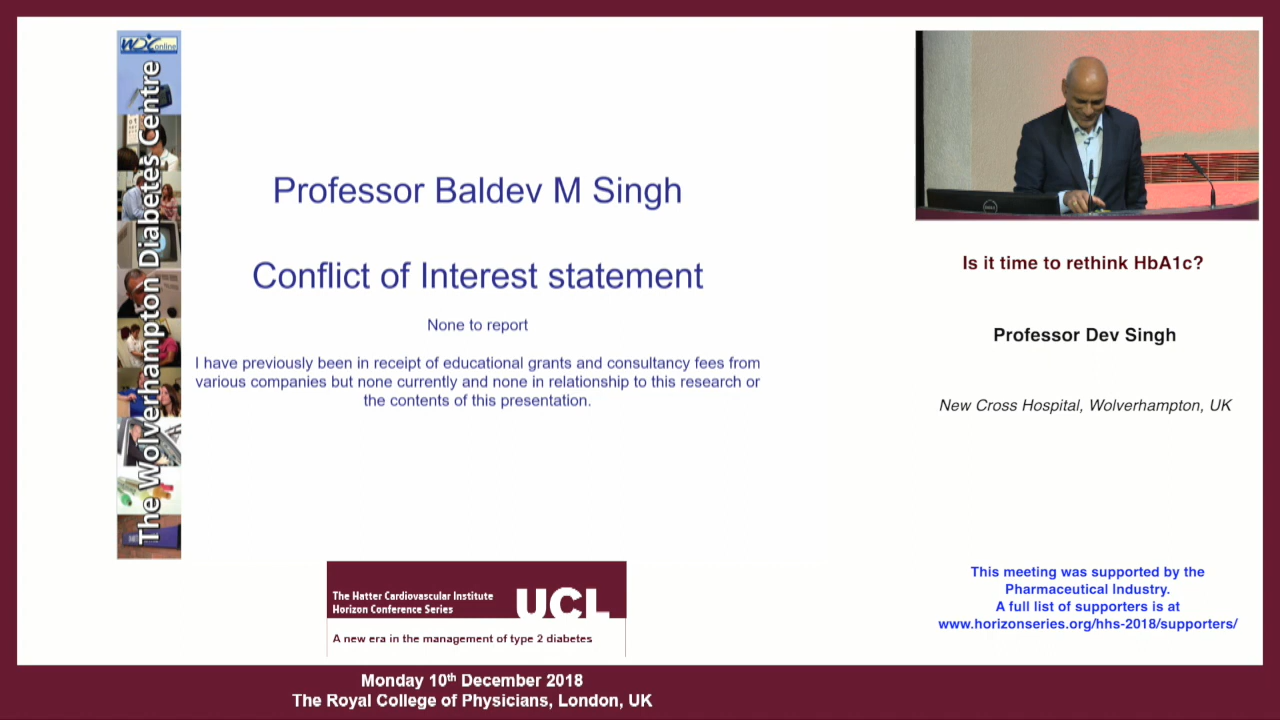 WDC online
The Wolverhampton Diabetes Centre
Professor Baldev M Singh
Conflict of Interest statement
None to report
I have previously been in receipt of educational grants and consultancy fees from
various companies but none currently and none in relationship to this research or
the contents of this presentation.
Is it time to rethink HbA1c?
Professor Dev Singh
New Cross Hospital, Wolverhampton, UK
This meeting was supported by the
Pharmaceutical Industry.
A full list of supporters is at
www.horizonseries.org/hhs-2018/supporters/
The Hatter Cardiovascular Institute
Horizon Conference Series
UCL
A new era in the management of type 2 diabetes
Monday 10th December 2018
The Royal College of Physicians, London, UK